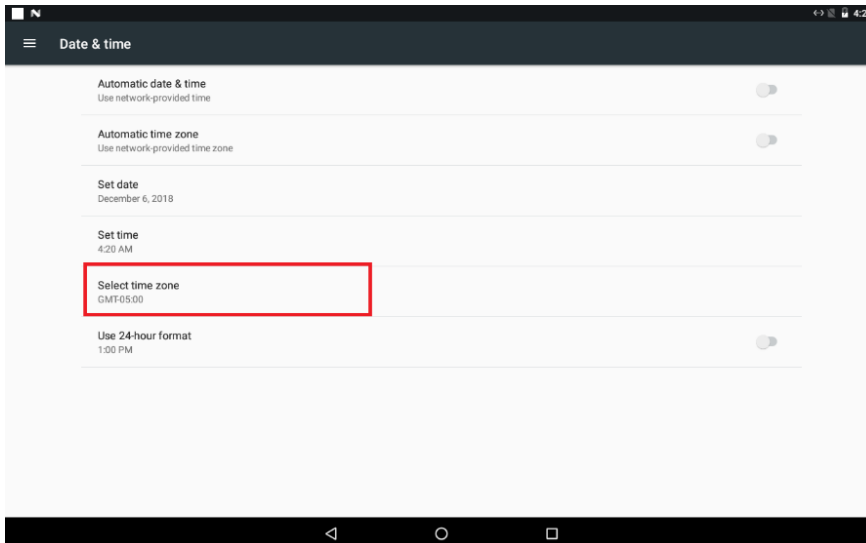 4:2
Date & time
Automatic date & time
Use network-provided time
Automatic time zone
Use network-provided time zone
Set date
December 6, 2018
Set time
4:20 AM
Select time zone
GMT-05:00
Use 24-hour format
1:00 PM